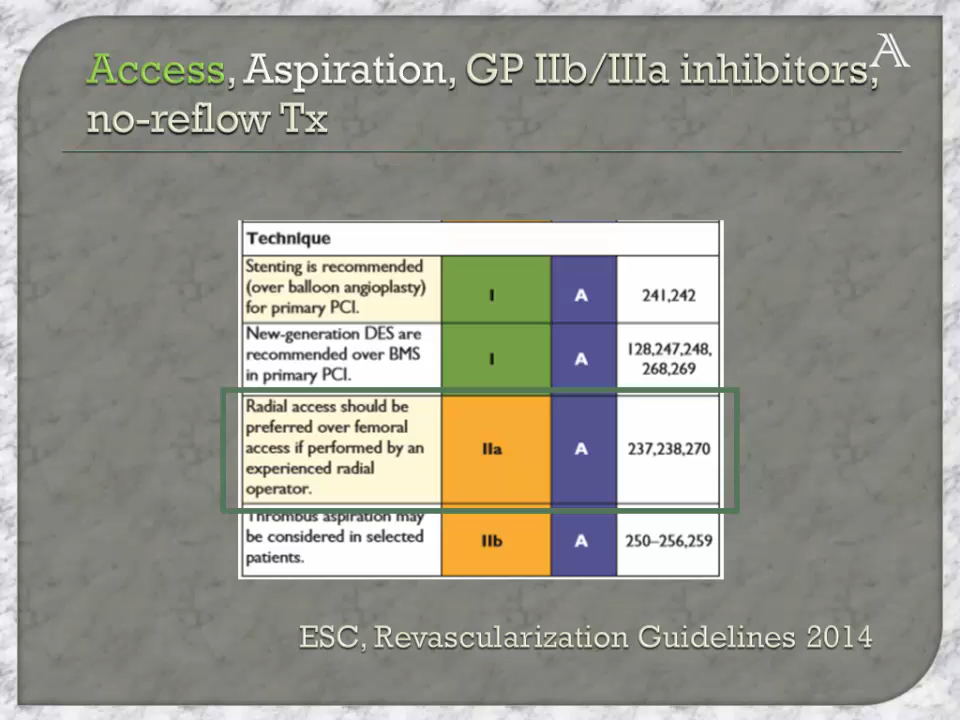 Access, Aspiration, GP IIb/IIIa inhibitors,
no-reflow Tx
A
Technique
Stenting is recommended
(over balloon angioplasty)
for primary PCI.
I
A
241,242
New-generation DES are
recommended over BMS
in primary PCI.
I
A
128,247,248,
268,269
Radial access should be
preferred over femoral
access if performed by an
experienced radial
operator.
IIa
A
237,238,270
Thrombus aspiration may
be considered in selected
patients.
IIb
A
250–256,259
ESC, Revascularization Guidelines 2014